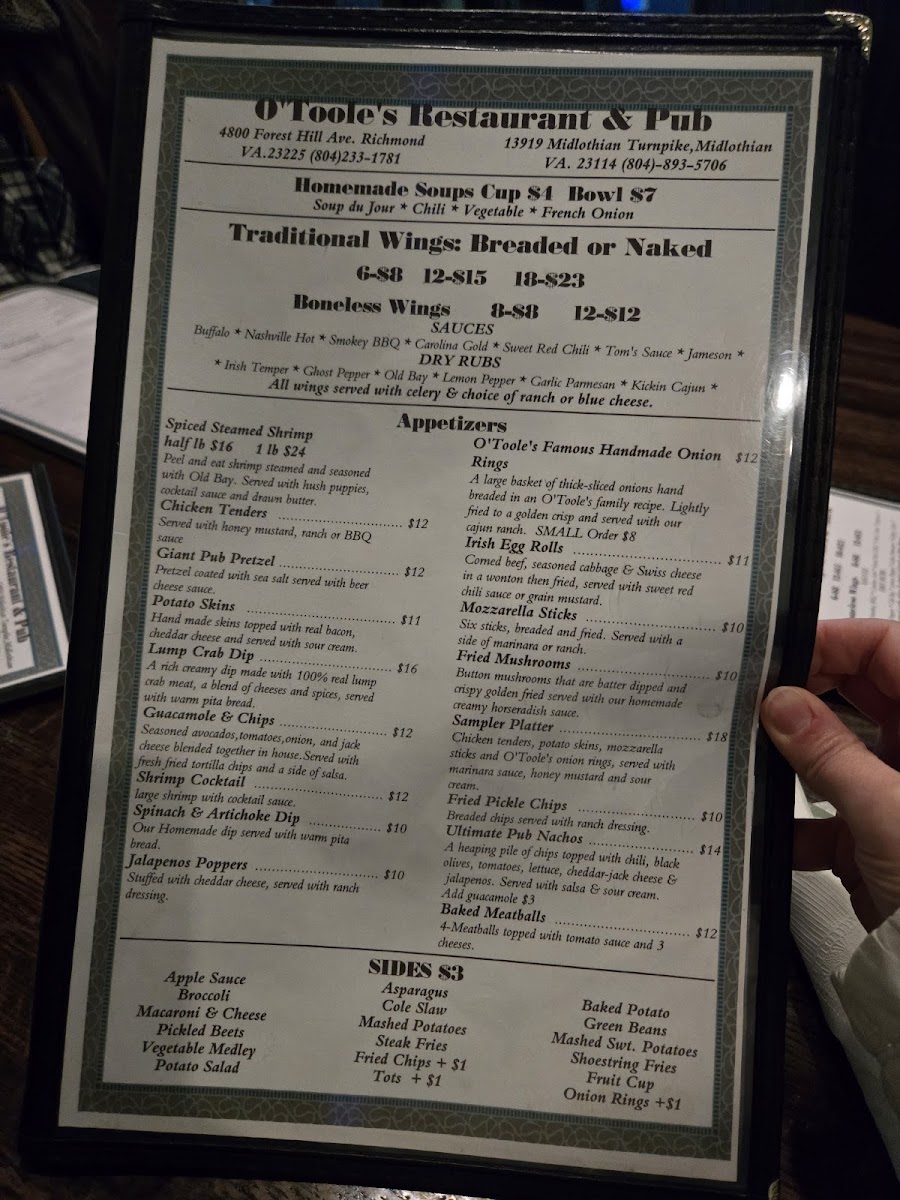 O'Toole's Restaurant & Pub
4800 Forest Hill Ave. Richmond
VA.23225 (804)233-1781
13919 Midlothian Turnpike,Midlothian
VA. 23114 (804)-893-5706
Homemade Soups Cup $4 Bowl $7
Soup du Jour * Chili * Vegetable * French Onion
Traditional Wings: Breaded or Naked
6-$8 12-$15 18-$23
Boneless Wings 8-$8 12-$12
SAUCES
Buffalo * Nashville Hot * Smokey BBQ * Carolina Gold * Sweet Red Chili * Tom's Sauce * Jameson *
DRY RUBS
* Irish Temper * Ghost Pepper * Old Bay * Lemon Pepper * Garlic Parmesan * Kickin Cajun *
All wings served with celery & choice of ranch or blue cheese.
Appetizers
Spiced Steamed Shrimp
half lb $16 1 lb $24
Peel and eat shrimp steamed and seasoned
with Old Bay. Served with hush puppies,
cocktail sauce and drawn butter.
Chicken Tenders ........ $12
Served with honey mustard, ranch or BBQ
sauce
Giant Pub Pretzel ........ $12
Pretzel coated with sea salt served with beer
cheese sauce.
Potato Skins ........ $11
Hand made skins topped with real bacon,
cheddar cheese and served with sour cream.
Lump Crab Dip ........ $16
A rich creamy dip made with 100% real lump
crab meat, a blend of cheeses and spices, served
with warm pita bread.
Guacamole & Chips ........ $12
Seasoned avocados,tomatoes,onion, and jack
cheese blended together in house.Served with
fresh fried tortilla chips and a side of salsa.
Shrimp Cocktail ........ $12
large shrimp with cocktail sauce.
Spinach & Artichoke Dip ........ $10
Our Homemade dip served with warm pita
bread.
Jalapenos Poppers ........ $10
Stuffed with cheddar cheese, served with ranch
dressing.
O'Toole's Famous Handmade Onion $12
Rings
A large basket of thick-sliced onions hand
breaded in an O'Toole's family recipe. Lightly
fried to a golden crisp and served with our
cajun ranch. SMALL Order $8
Irish Egg Rolls ........ $11
Corned beef, seasoned cabbage & Swiss cheese
in a wonton then fried, served with sweet red
chili sauce or grain mustard.
Mozzarella Sticks ........ $10
Six sticks, breaded and fried. Served with a
side of marinara or ranch.
Fried Mushrooms ........ $10
Button mushrooms that are batter dipped and
crispy golden fried served with our homemade
creamy horseradish sauce.
Sampler Platter ........ $18
Chicken tenders, potato skins, mozzarella
sticks and O'Toole's onion rings, served with
marinara sauce, honey mustard and sour
cream.
Fried Pickle Chips ........ $10
Breaded chips served with ranch dressing.
Ultimate Pub Nachos ........ $14
A heaping pile of chips topped with chili, black
olives, tomatoes, lettuce, cheddar-jack cheese &
jalapenos. Served with salsa & sour cream.
Add guacamole $3
Baked Meatballs ........ $12
4-Meatballs topped with tomato sauce and 3
cheeses.
SIDES $3
Apple Sauce
Broccoli
Macaroni & Cheese
Pickled Beets
Vegetable Medley
Potato Salad
Asparagus
Cole Slaw
Mashed Potatoes
Steak Fries
Fried Chips + $1
Tots + $1
Baked Potato
Green Beans
Mashed Swt. Potatoes
Shoestring Fries
Fruit Cup
Onion Rings +$1